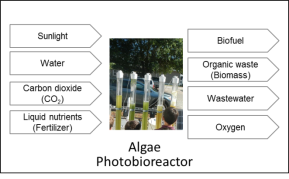 Sunlight
Water
Carbon dioxide
(CO₂)
Liquid nutrients
(Fertilizer)
Biofuel
Organic waste
(Biomass)
Wastewater
Oxygen
Algae
Photobioreactor